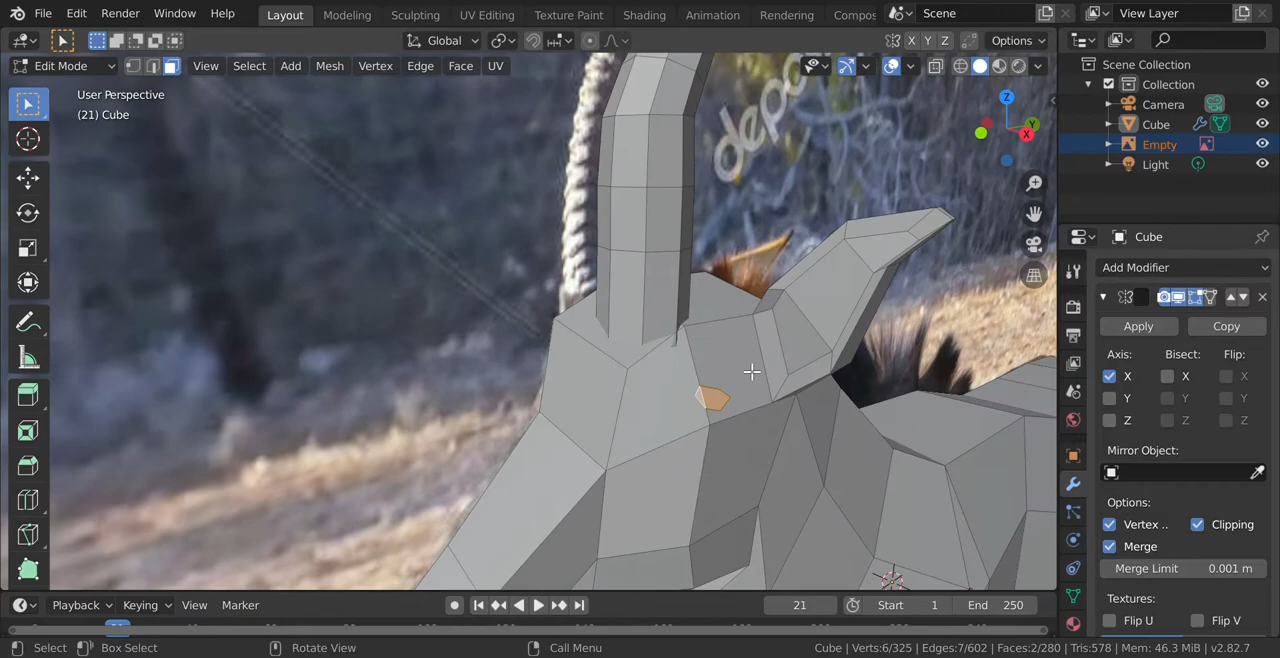 File Edit Render Window Help Layout Modeling Sculpting UV Editing Texture Paint Shading Animation Rendering Compos Scene View Layer
Global X Y Z Options
Edit Mode View Select Add Mesh Vertex Edge Face UV
User Perspective
(21) Cube
depo
Z
Y
X
Scene Collection
Collection
Camera
Cube
Empty
Light
Cube
Add Modifier
Apply Copy
Axis: Bisect: Flip:
X X X
Y Y Y
Z Z Z
Mirror Object:
Options:
Vertex .. Clipping
Merge
Merge Limit 0.001 m
Textures:
Flip U Flip V
Playback Keying View Marker 21 Start 1 End 250
Select Box Select Rotate View Call Menu Cube | Verts:6/325 | Edges:7/602 | Faces:2/280 | Tris:578 | Mem: 46.3 MiB | v2.82.7